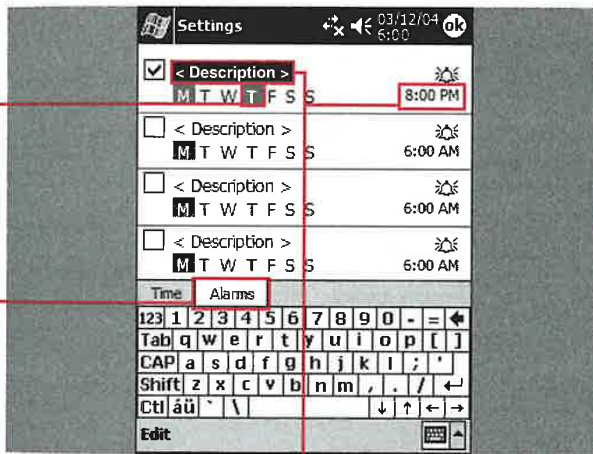 Settings 03/12/04 ok
6:00
< Description >
M T W T F S S 8:00 PM
< Description >
M T W T F S S 6:00 AM
< Description >
M T W T F S S 6:00 AM
< Description >
M T W T F S S 6:00 AM
Time Alarms
123 1 2 3 4 5 6 7 8 9 0 - =
Tab q w e r t y u i o p [ ]
CAP a s d f g h j k l ; '
Shift z x c v b n m , . /
Ctl áü ` \
Edit